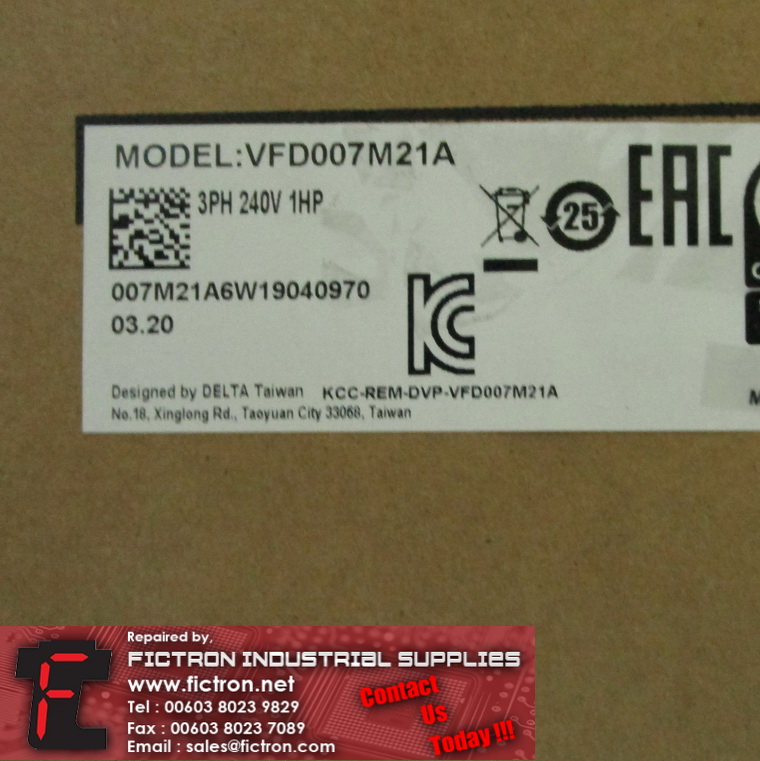 MODEL:VFD007M21A
3PH 240V 1HP
25
EAC
007M21A6W19040970
03.20
Designed by DELTA Taiwan KCC-REM-DVP-VFD007M21A
No.18, Xinglong Rd., Taoyuan City 33068, Taiwan
Repaired by,
FICTRON INDUSTRIAL SUPPLIES
www.fictron.net
Tel : 00603 8023 9829
Fax : 00603 8023 7089
Email : sales@fictron.com
Contact
Us
Today !!!